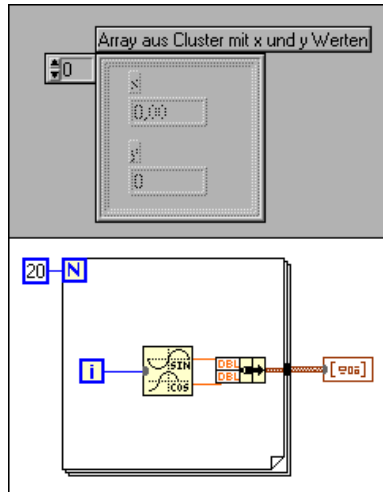 Array aus Cluster mit x und y Werten
0
x
0,00
y
0
20 N
i
SIN
COS
DBL
DBL